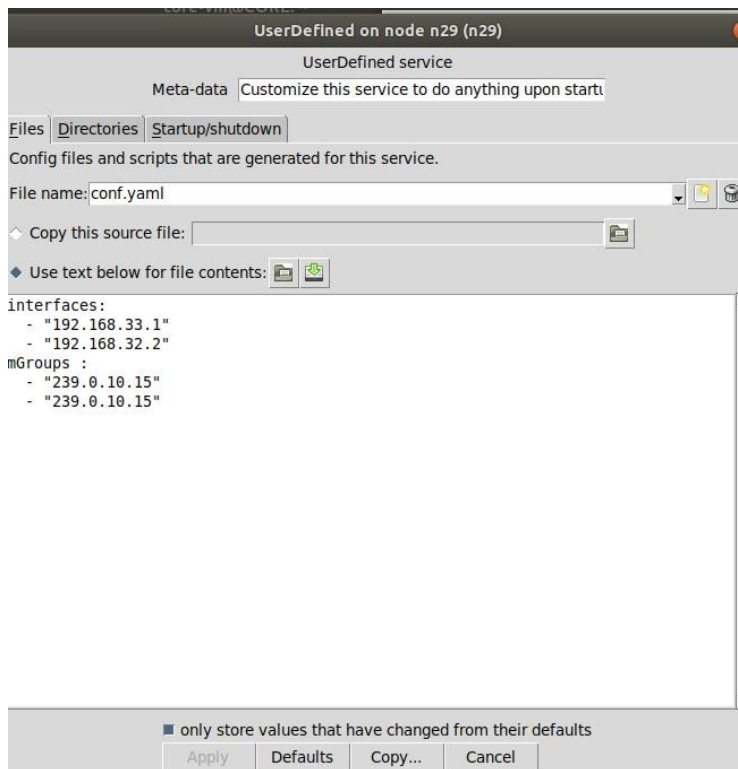 UserDefined on node n29 (n29)
UserDefined service
Meta-data Customize this service to do anything upon startu
Files Directories Startup/shutdown
Config files and scripts that are generated for this service.
File name: conf.yaml
Copy this source file:
Use text below for file contents:
interfaces:
- "192.168.33.1"
- "192.168.32.2"
mGroups :
- "239.0.10.15"
- "239.0.10.15"
only store values that have changed from their defaults
Apply Defaults Copy... Cancel